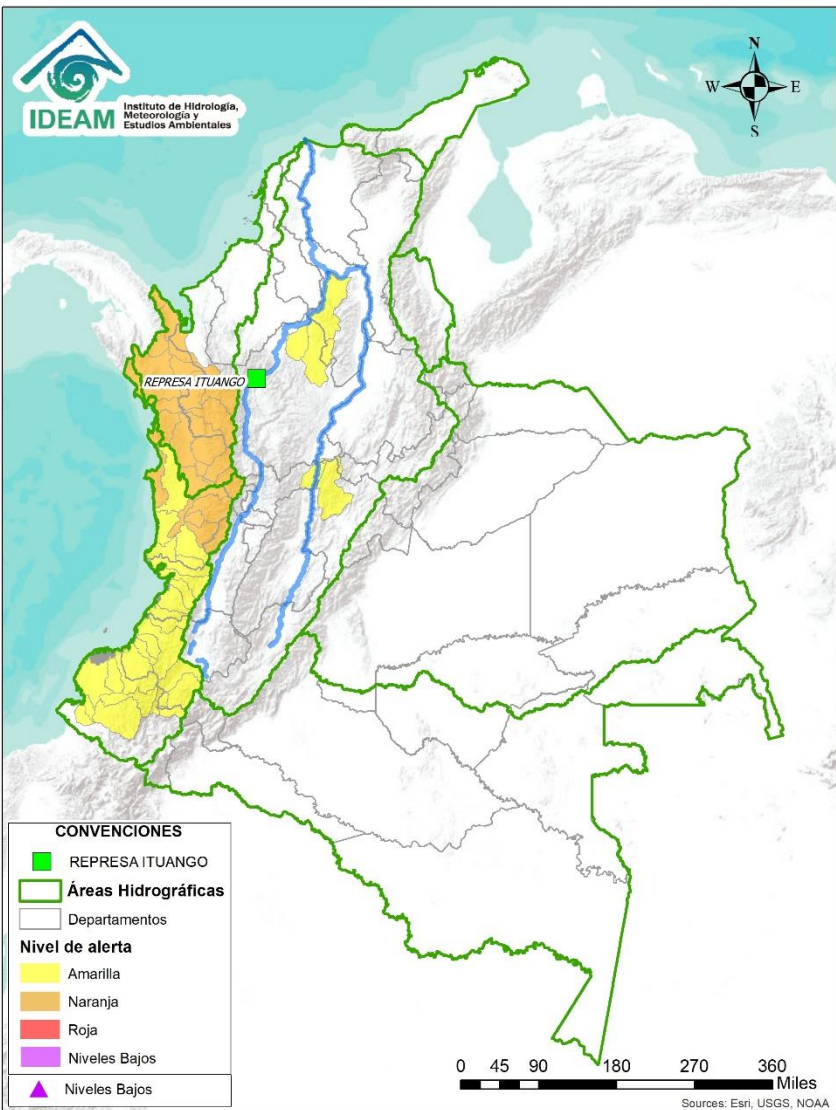 IDEAM
Instituto de Hidrología,
Meteorología y
Estudios Ambientales
N
W
E
S
REPRESA ITUANGO
CONVENCIONES
REPRESA ITUANGO
Áreas Hidrográficas
Departamentos
Nivel de alerta
Amarilla
Naranja
Roja
Niveles Bajos
Niveles Bajos
0 45 90 180 270 360
Miles
Sources: Esri, USGS, NOAA